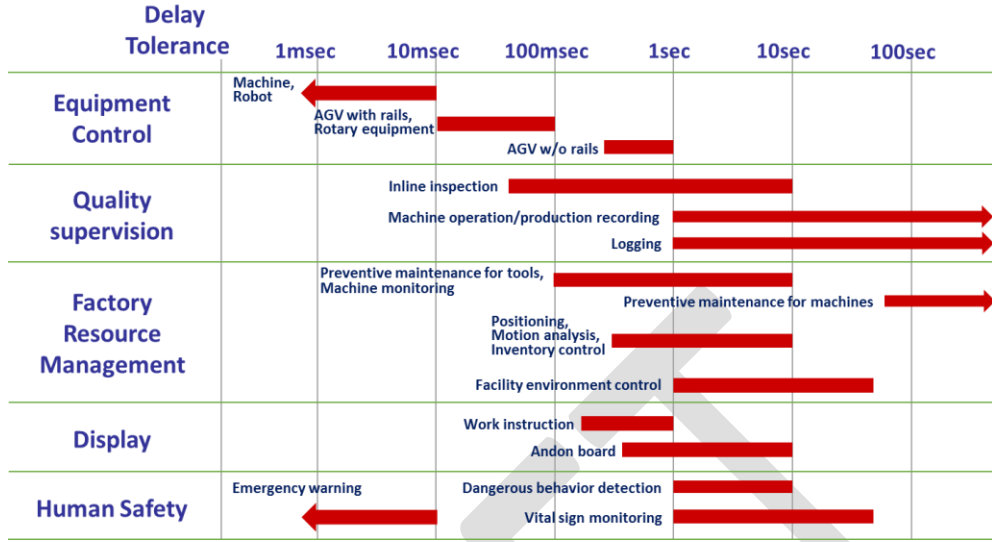 Delay
Tolerance
1msec
10msec
100msec
1sec
10sec
100sec
Equipment
Control
Machine,
Robot
AGV with rails,
Rotary equipment
AGV w/o rails
Quality
supervision
Inline inspection
Machine operation/production recording
Logging
Factory
Resource
Management
Preventive maintenance for tools,
Machine monitoring
Preventive maintenance for machines
Positioning,
Motion analysis,
Inventory control
Facility environment control
Display
Work instruction
Andon board
Human Safety
Emergency warning
Dangerous behavior detection
Vital sign monitoring